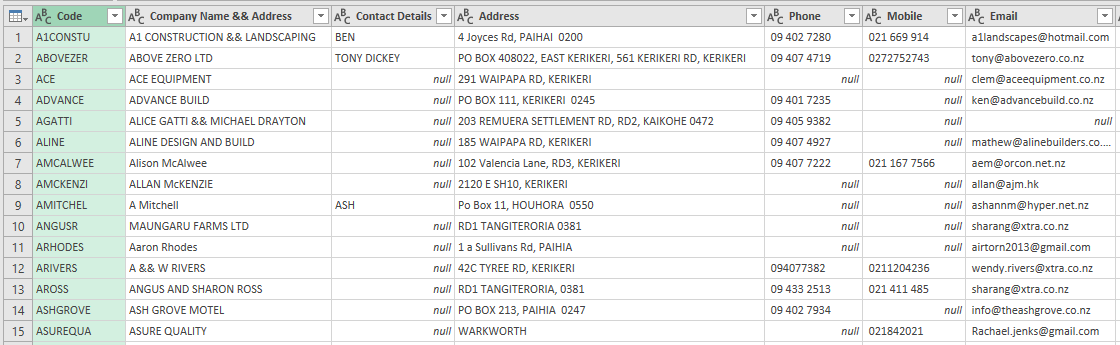 Code Company Name && Address Contact Details Address Phone Mobile Email
1 A1CONSTU A1 CONSTRUCTION && LANDSCAPING BEN 4 Joyces Rd, PAIHAI 0200 09 402 7280 021 669 914 a1landscapes@hotmail.com
2 ABOVEZER ABOVE ZERO LTD TONY DICKEY PO BOX 408022, EAST KERIKERI, 561 KERIKERI RD, KERIKERI 09 407 4719 0272752743 tony@abovezero.co.nz
3 ACE ACE EQUIPMENT null 291 WAIPAPA RD, KERIKERI null null clem@aceequipment.co.nz
4 ADVANCE ADVANCE BUILD null PO BOX 111, KERIKERI 0245 09 401 7235 null ken@advancebuild.co.nz
5 AGATTI ALICE GATTI && MICHAEL DRAYTON null 203 REMUERA SETTLEMENT RD, RD2, KAIKOHE 0472 09 405 9382 null null
6 ALINE ALINE DESIGN AND BUILD null 185 WAIPAPA RD, KERIKERI 09 407 4927 null mathew@alinebuilders.co....
7 AMCALWEE Alison McAlwee null 102 Valencia Lane, RD3, KERIKERI 09 407 7222 021 167 7566 aem@orcon.net.nz
8 AMCKENZI ALLAN McKENZIE null 2120 E SH10, KERIKERI null null allan@ajm.hk
9 AMITCHEL A Mitchell ASH Po Box 11, HOUHORA 0550 null null ashannm@hyper.net.nz
10 ANGUSR MAUNGARU FARMS LTD null RD1 TANGITERORIA 0381 null null sharang@xtra.co.nz
11 ARHODES Aaron Rhodes null 1 a Sullivans Rd, PAIHIA null null airtorn2013@gmail.com
12 ARIVERS A && W RIVERS null 42C TYREE RD, KERIKERI 094077382 0211204236 wendy.rivers@xtra.co.nz
13 AROSS ANGUS AND SHARON ROSS null RD1 TANGITERORIA, 0381 09 433 2513 021 411 485 sharang@xtra.co.nz
14 ASHGROVE ASH GROVE MOTEL null PO BOX 213, PAIHIA 0247 09 402 7934 null info@theashgrove.co.nz
15 ASUREQUA ASURE QUALITY null WARKWORTH null 021842021 Rachael.jenks@gmail.com